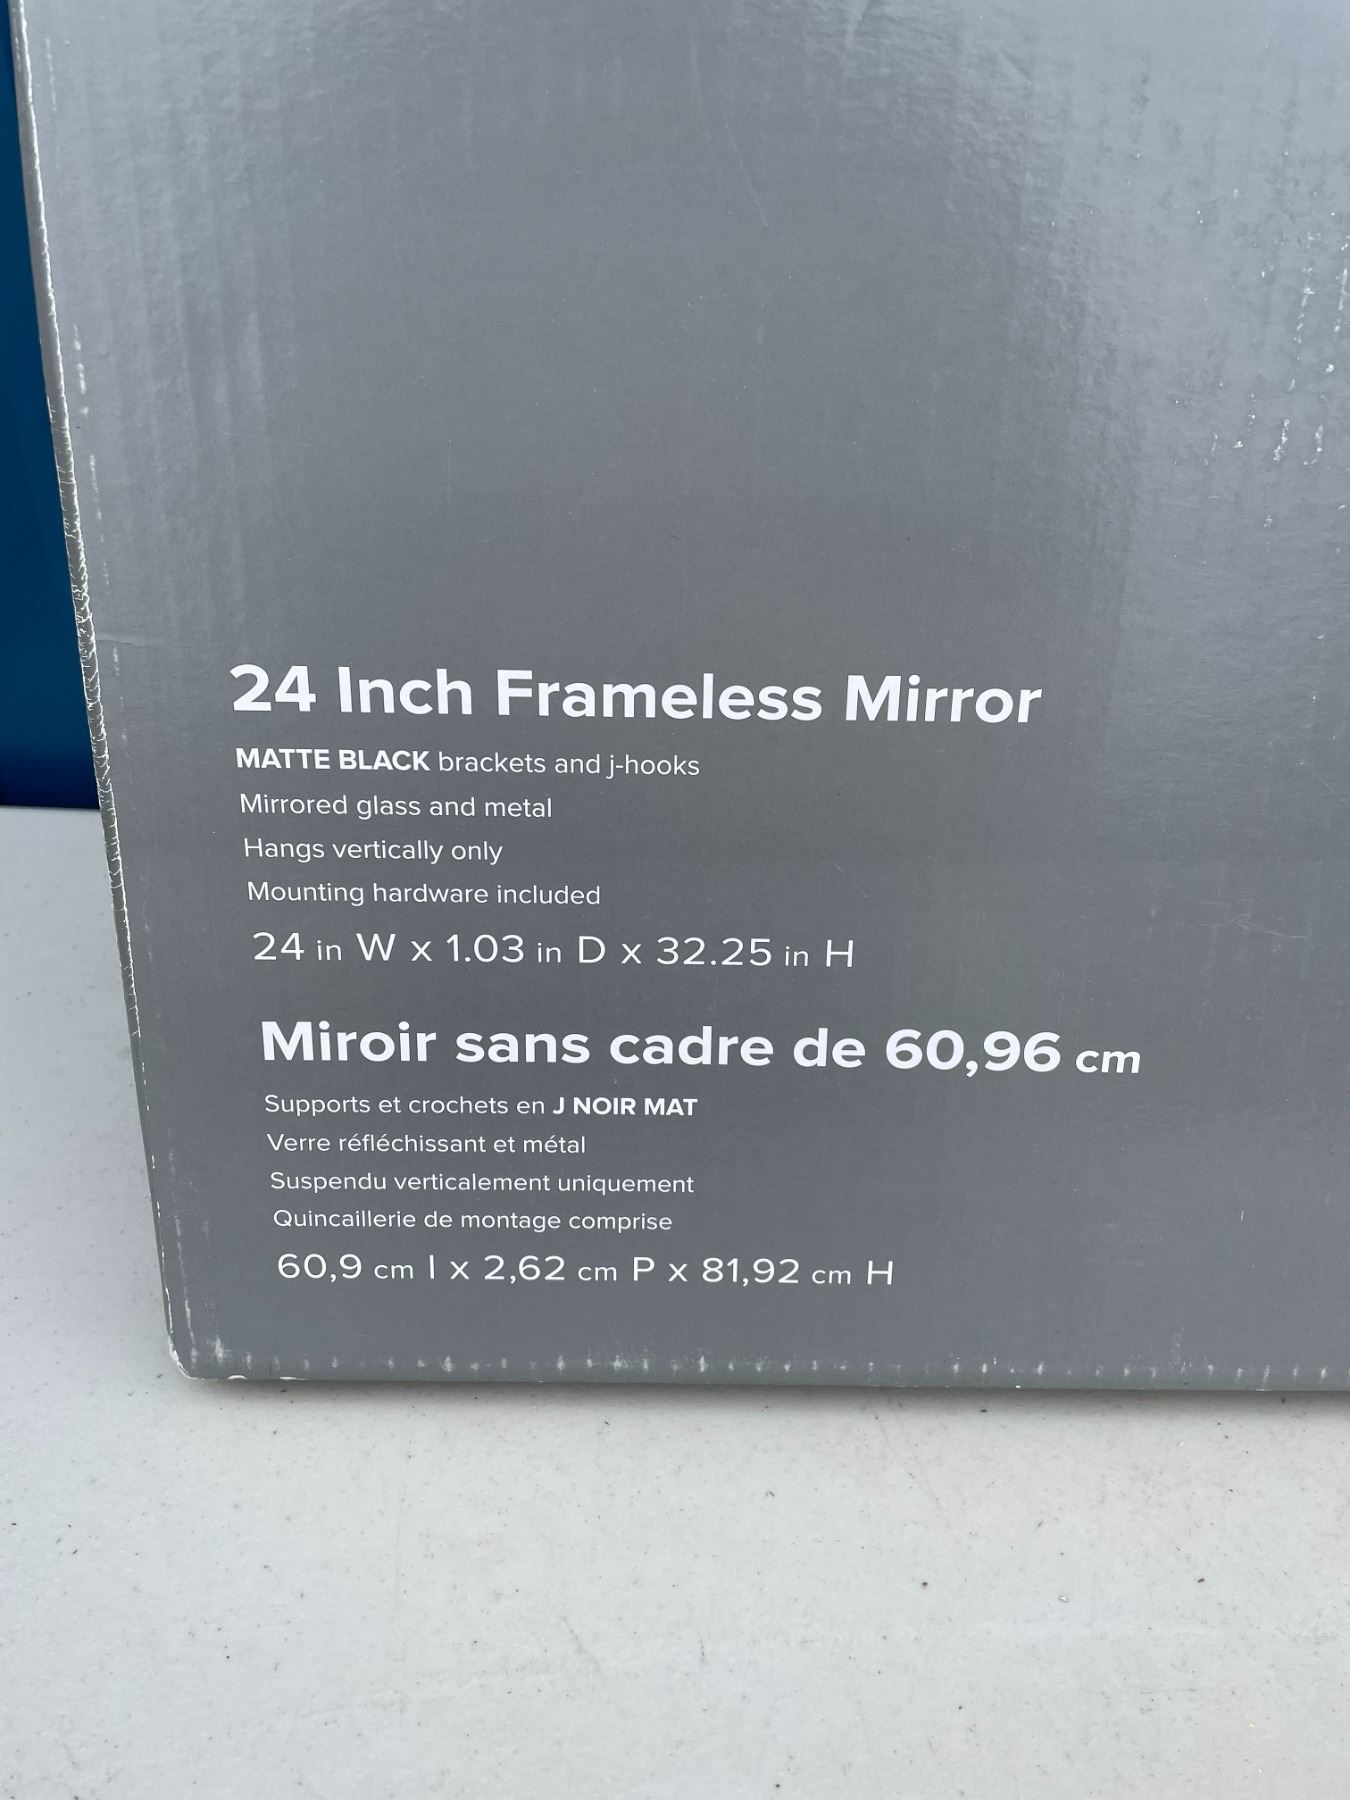 24 Inch Frameless Mirror
MATTE BLACK brackets and j-hooks
Mirrored glass and metal
Hangs vertically only
Mounting hardware included
24 in W x 1.03 in D x 32.25 in H
Miroir sans cadre de 60,96 cm
Supports et crochets en J NOIR MAT
Verre réfléchissant et métal
Suspendu verticalement uniquement
Quincaillerie de montage comprise
60,9 cm l x 2,62 cm P x 81,92 cm H